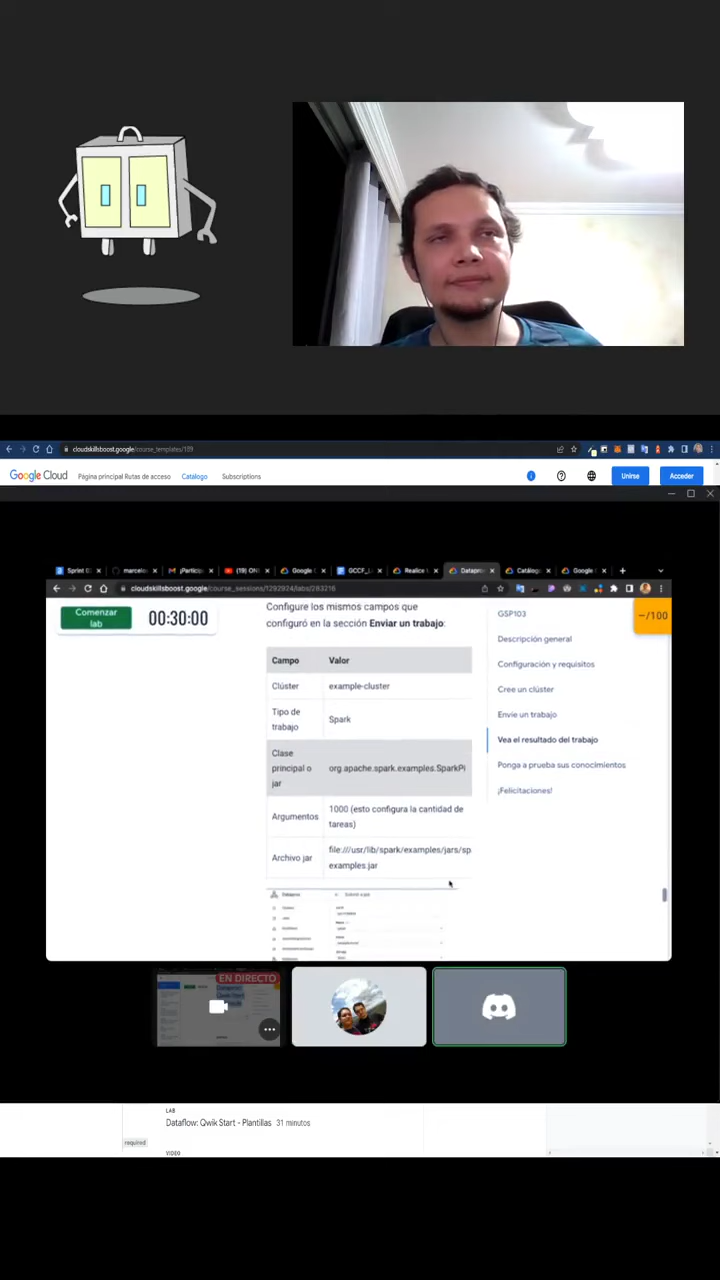 cloudskillsboost.google/course_templates/189
Google Cloud
Página principal Rutas de acceso Catálogo Subscriptions
Unirse
Acceder
cloudskillsboost.google/course_sessions/1292924/labs/283216
Comenzar
lab
00:30:00
Configure los mismos campos que
configuró en la sección Enviar un trabajo:
Campo Valor
Clúster example-cluster
Tipo de
trabajo
Spark
Clase
principal o
jar
org.apache.spark.examples.SparkPi
Argumentos
1000 (esto configura la cantidad de
tareas)
Archivo jar
file:///usr/lib/spark/examples/jars/sp
examples.jar
GSP103
Descripción general
Configuración y requisitos
Cree un clúster
Envíe un trabajo
Vea el resultado del trabajo
Ponga a prueba sus conocimientos
¡Felicitaciones!
–/100
EN DIRECTO
LAB
Dataflow: Qwik Start - Plantillas 31 minutos
required
VIDEO